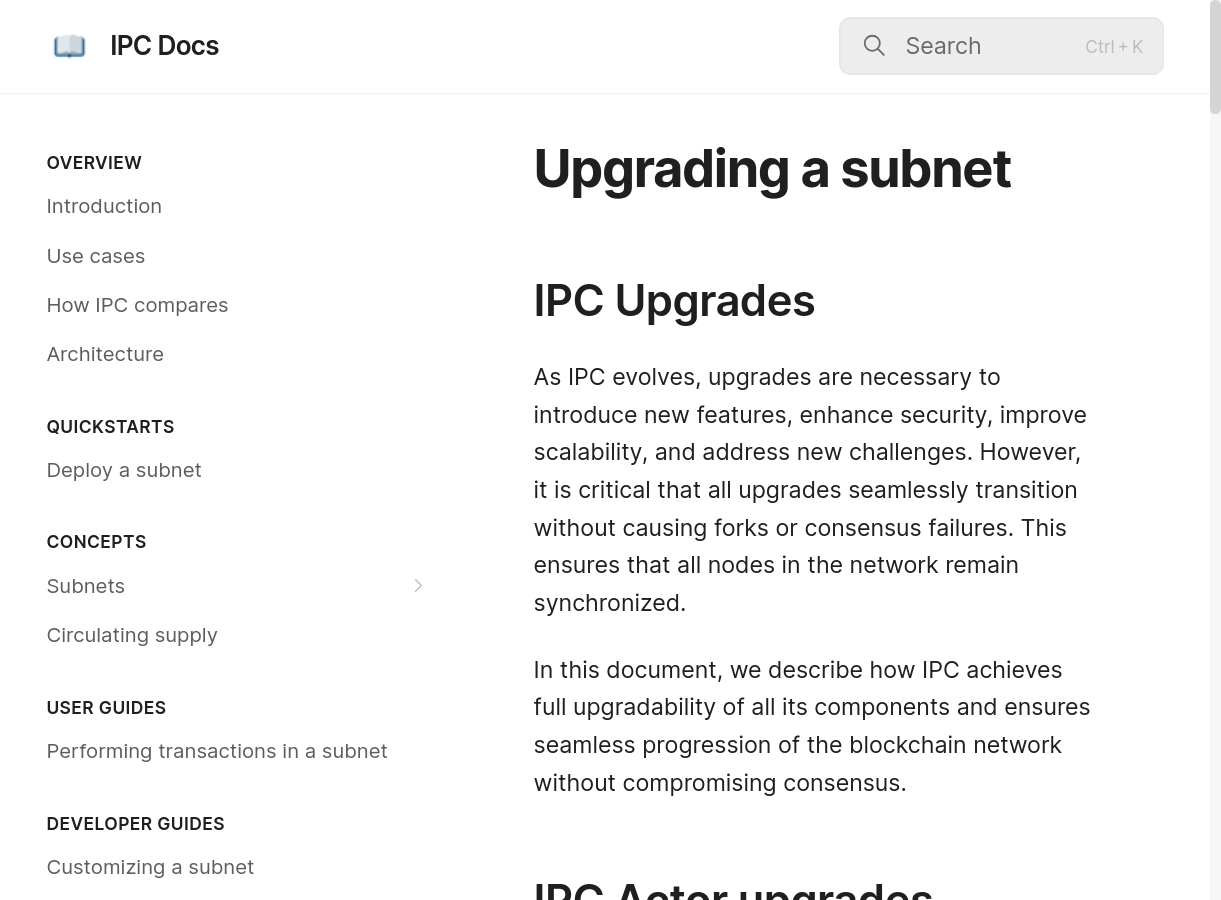 IPC Docs
Search
Ctrl + K
OVERVIEW
Introduction
Use cases
How IPC compares
Architecture
QUICKSTARTS
Deploy a subnet
CONCEPTS
Subnets
Circulating supply
USER GUIDES
Performing transactions in a subnet
DEVELOPER GUIDES
Customizing a subnet
Upgrading a subnet
IPC Upgrades
As IPC evolves, upgrades are necessary to
introduce new features, enhance security, improve
scalability, and address new challenges. However,
it is critical that all upgrades seamlessly transition
without causing forks or consensus failures. This
ensures that all nodes in the network remain
synchronized.
In this document, we describe how IPC achieves
full upgradability of all its components and ensures
seamless progression of the blockchain network
without compromising consensus.
IPC Actor upgrades